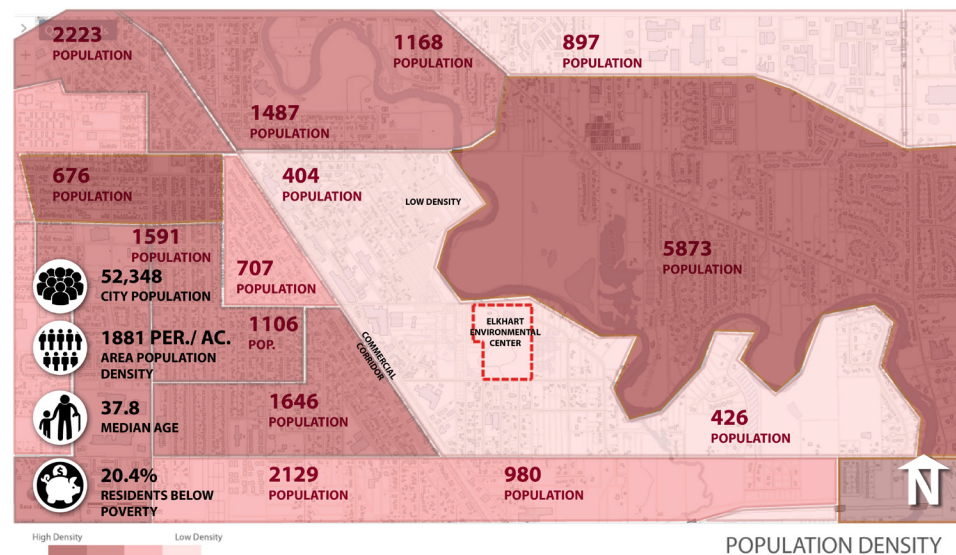 2223
POPULATION
1168
POPULATION
897
POPULATION
1487
POPULATION
676
POPULATION
404
POPULATION
LOW DENSITY
1591
POPULATION
707
POPULATION
5873
POPULATION
52,348
CITY POPULATION
ELKHART
ENVIRONMENTAL
CENTER
1106
POP.
1881 PER./ AC.
AREA POPULATION
DENSITY
COMMERCIAL
CORRIDOR
37.8
MEDIAN AGE
1646
POPULATION
426
POPULATION
20.4%
RESIDENTS BELOW
POVERTY
2129
POPULATION
980
POPULATION
N
High Density
Low Density
POPULATION DENSITY